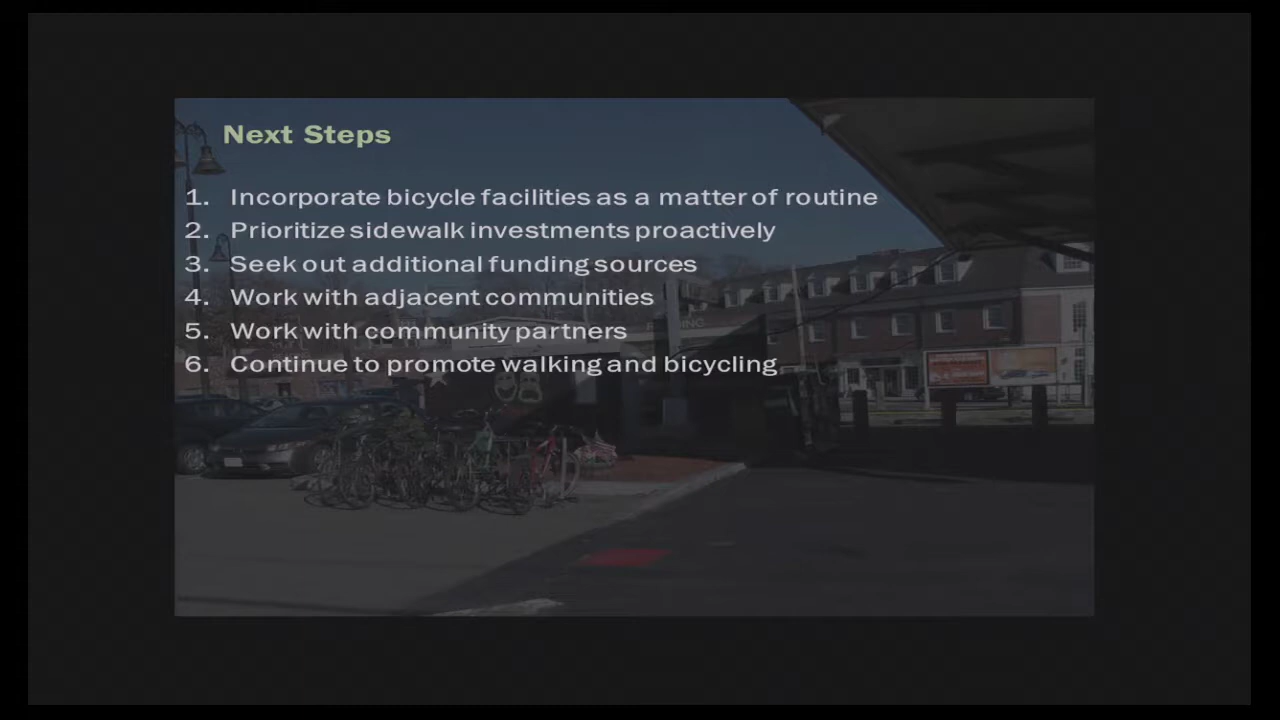 Next Steps
1. Incorporate bicycle facilities as a matter of routine
2. Prioritize sidewalk investments proactively
3. Seek out additional funding sources
4. Work with adjacent communities
5. Work with community partners
6. Continue to promote walking and bicycling